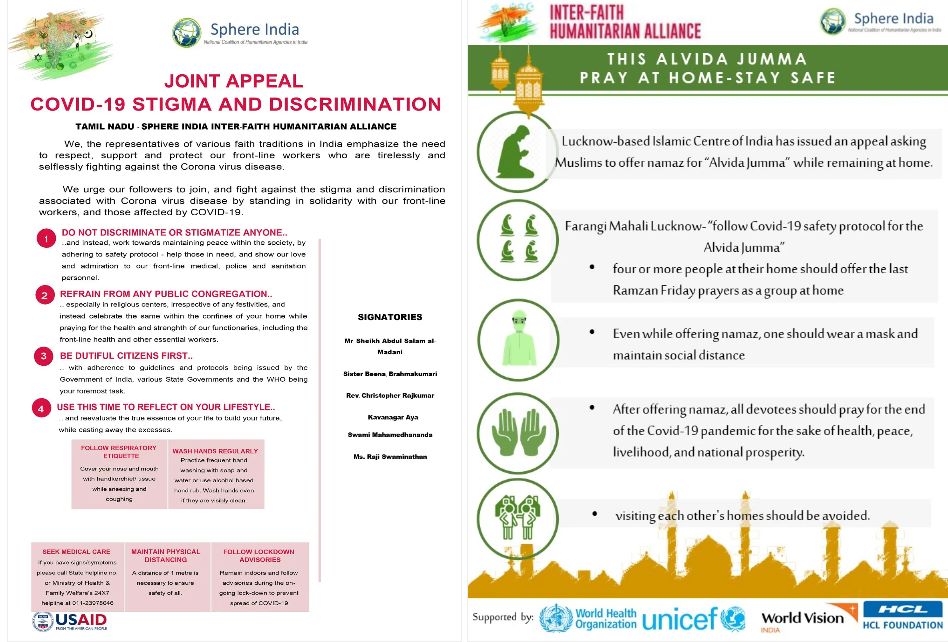 Sphere India
National Coalition of Humanitarian Agencies in India
JOINT APPEAL
COVID-19 STIGMA AND DISCRIMINATION
TAMIL NADU - SPHERE INDIA INTER-FAITH HUMANITARIAN ALLIANCE
We, the representatives of various faith traditions in India emphasize the need
to respect, support and protect our front-line workers who are tirelessly and
selflessly fighting against the Corona virus disease.
We urge our followers to join, and fight against the stigma and discrimination
associated with Corona virus disease by standing in solidarity with our front-line
workers, and those affected by COVID-19.
1
DO NOT DISCRIMINATE OR STIGMATIZE ANYONE..
..and instead, work towards maintaining peace within the society, by
adhering to safety protocol - help those in need, and show our love
and admiration to our front-line medical, police and sanitation
personnel.
2
REFRAIN FROM ANY PUBLIC CONGREGATION..
.. especially in religious centers, irrespective of any festivities, and
instead celebrate the same within the confines of your home while
praying for the health and strenghth of our functionaries, including the
front-line health and other essential workers.
3
BE DUTIFUL CITIZENS FIRST..
.. with adherence to guidelines and protocols being issued by the
Government of India, various State Governments and the WHO being
your foremost task.
4
USE THIS TIME TO REFLECT ON YOUR LIFESTYLE..
..and reevaluate the true essence of your life to build your future,
while casting away the excesses.
SIGNATORIES
Mr Sheikh Abdul Salam al-
Madani
Sister Beena, Brahmakumari
Rev. Christopher Rajkumar
Kavanagar Aya
Swami Mahamedhananda
Ms. Raji Swaminathan
FOLLOW RESPIRATORY
ETIQUETTE
Cover your nose and mouth
with handkerchief/ tissue
while sneezing and
coughing
WASH HANDS REGULARLY
Practice frequent hand
washing with soap and
water or use alcohol based
hand rub. Wash hands even
if they are visibly clean
SEEK MEDICAL CARE
If you have sign/symptoms
please call State helpline no.
or Ministry of Health &
Family Welfare's 24X7
helpline at 011-23978046
MAINTAIN PHYSICAL
DISTANCING
A distance of 1 metre is
necessary to ensure
safety of all.
FOLLOW LOCKDOWN
ADVISORIES
Remain indoors and follow
advisories during the on-
going lock-down to prevent
spread of COVID-19
USAID
FROM THE AMERICAN PEOPLE
INTER-FAITH
HUMANITARIAN ALLIANCE
Sphere India
National Coalition of Humanitarian Agencies in India
THIS ALVIDA JUMMA
PRAY AT HOME-STAY SAFE
Lucknow-based Islamic Centre of India has issued an appeal asking
Muslims to offer namaz for “Alvida Jumma” while remaining at home.
Farangi Mahali Lucknow- “follow Covid-19 safety protocol for the
Alvida Jumma”
• four or more people at their home should offer the last
Ramzan Friday prayers as a group at home
• Even while offering namaz, one should wear a mask and
maintain social distance
• After offering namaz, all devotees should pray for the end
of the Covid-19 pandemic for the sake of health, peace,
livelihood, and national prosperity.
• visiting each other's homes should be avoided.
Supported by:
World Health
Organization
unicef
World Vision
INDIA
HCL
HCL FOUNDATION